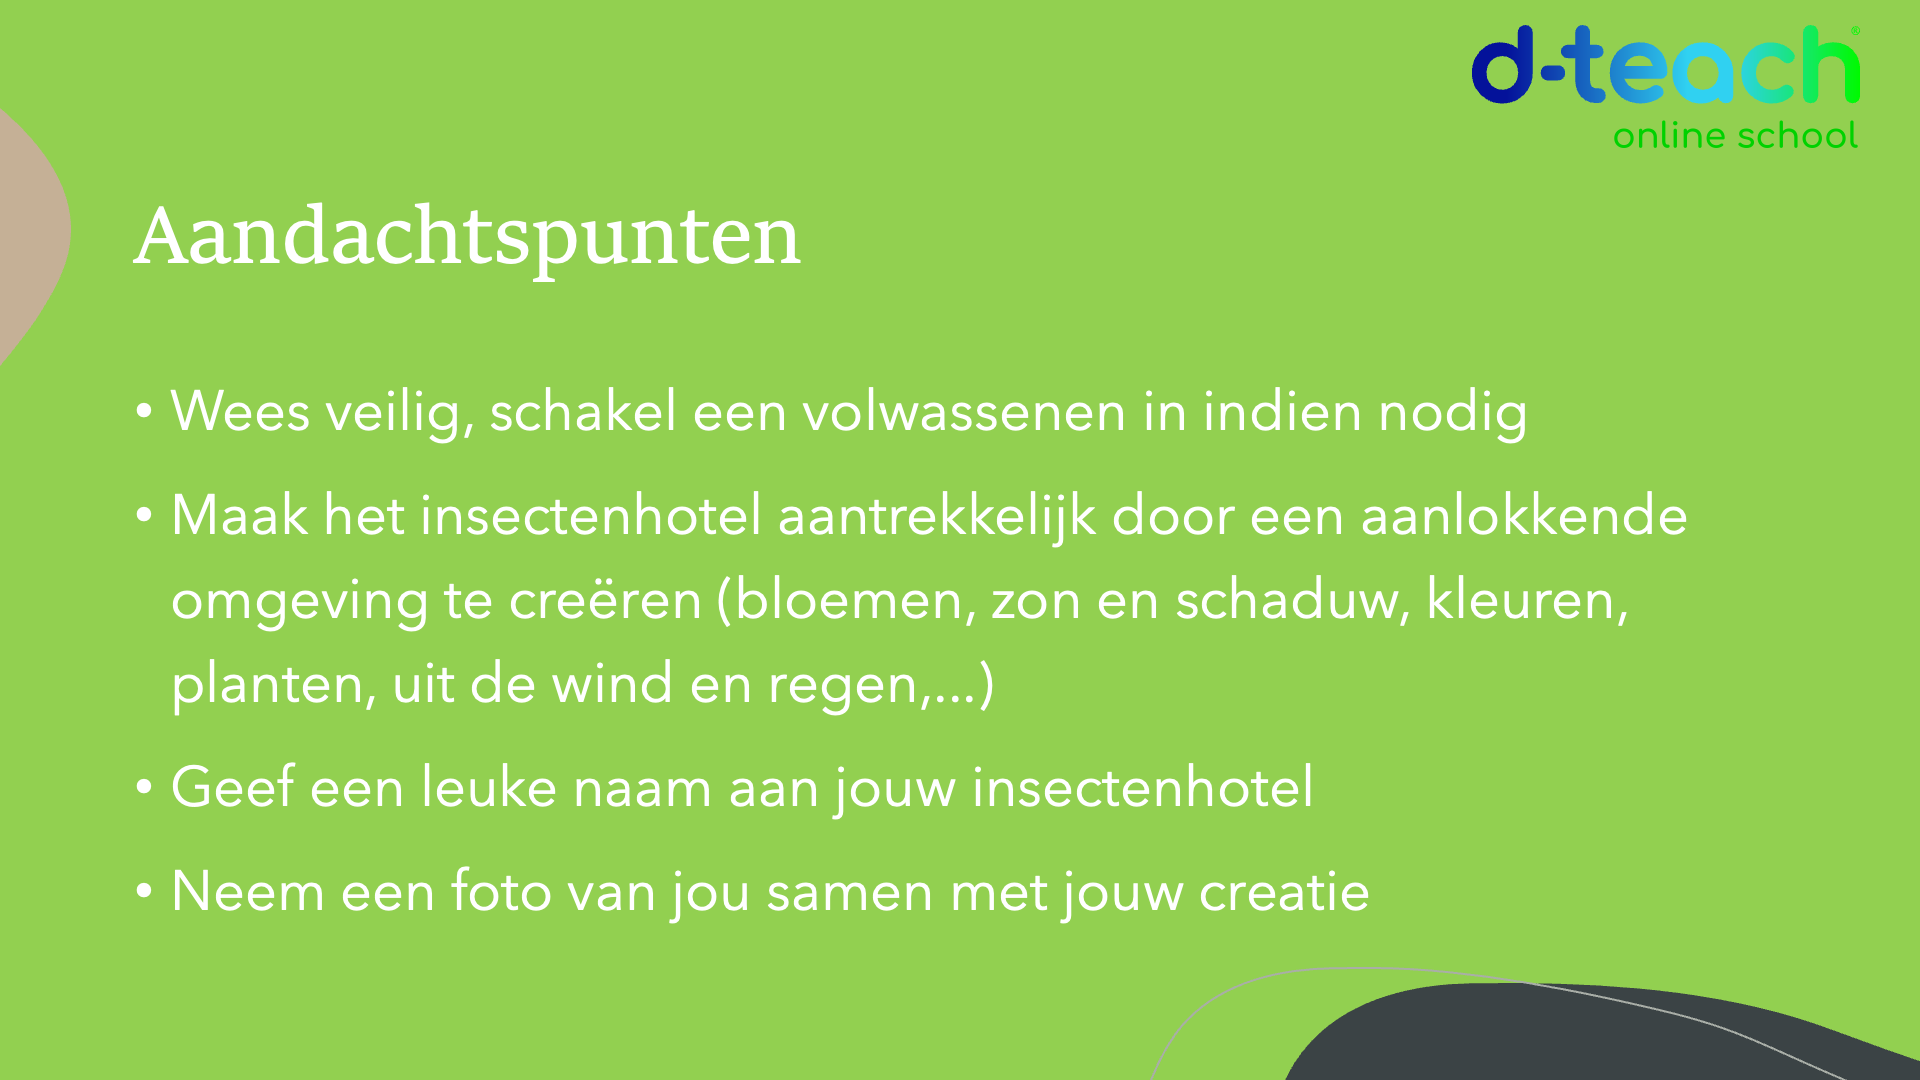 d-teach®
online school
Aandachtspunten
• Wees veilig, schakel een volwassenen in indien nodig
• Maak het insectenhotel aantrekkelijk door een aanlokkende
omgeving te creëren (bloemen, zon en schaduw, kleuren,
planten, uit de wind en regen,...)
• Geef een leuke naam aan jouw insectenhotel
• Neem een foto van jou samen met jouw creatie